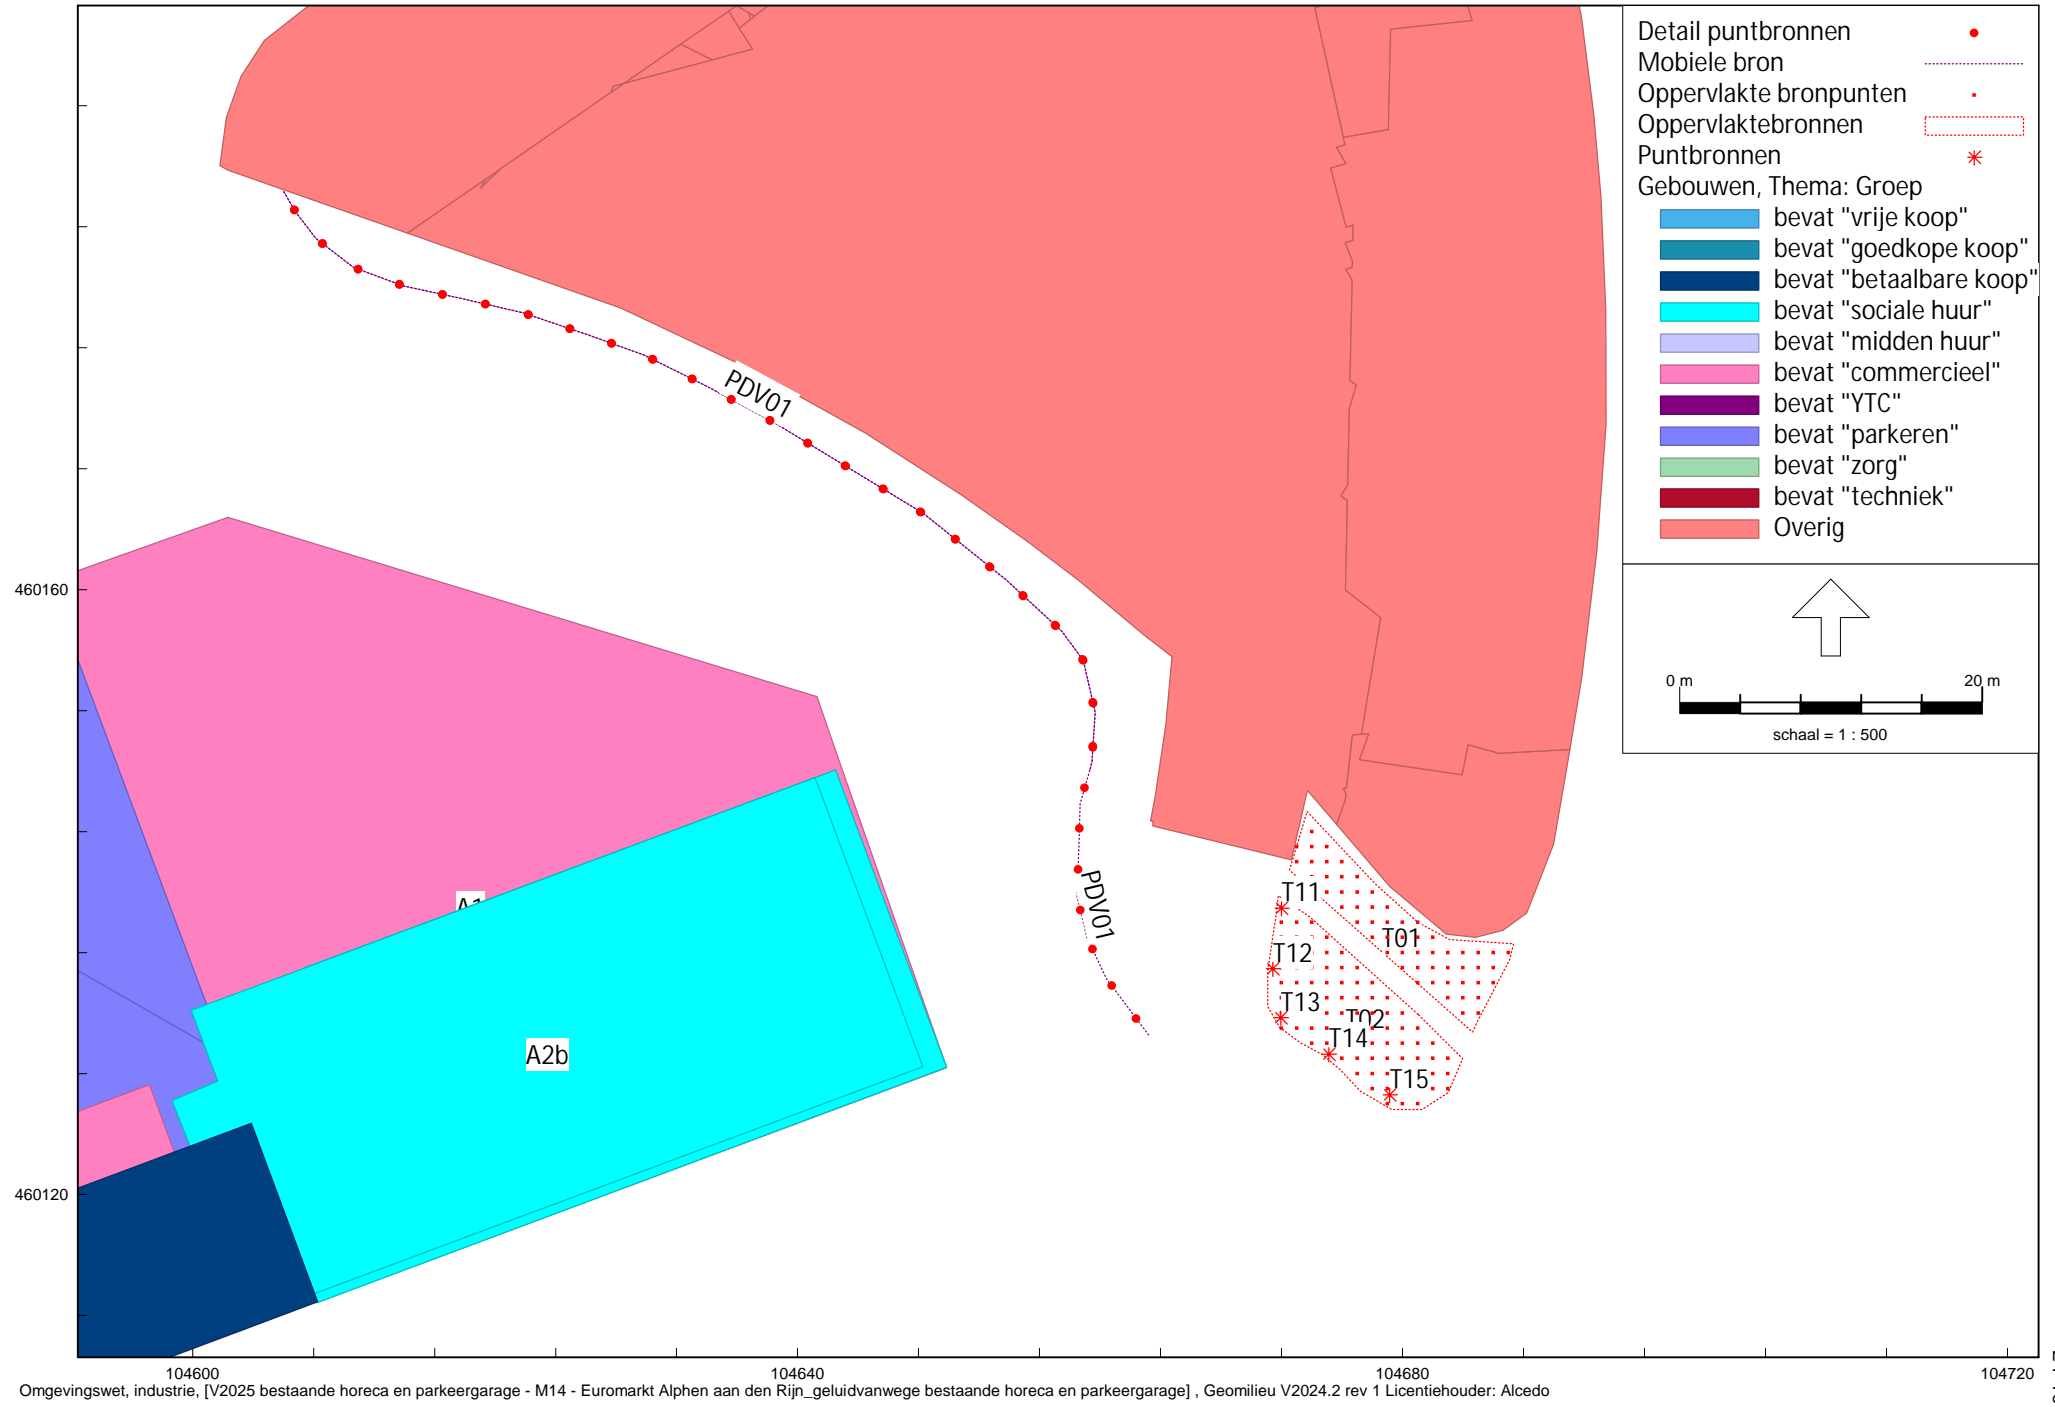 Detail puntbronnen
Mobiele bron
Oppervlakte bronpunten
Oppervlaktebronnen
Puntbronnen
Gebouwen, Thema: Groep
bevat "vrije koop"
bevat "goedkope koop"
bevat "betaalbare koop"
bevat "sociale huur"
bevat "midden huur"
bevat "commercieel"
bevat "YTC"
bevat "parkeren"
bevat "zorg"
bevat "techniek"
Overig
0 m 20 m
schaal = 1 : 500
PDV01
460160
PDV01
T11
T01
T12
T13
T02
T14
T15
A1
A2b
460120
104600 104640 104680 104720
Omgevingswet, industrie, [V2025 bestaande horeca en parkeergarage - M14 - Euromarkt Alphen aan den Rijn_geluidvanwege bestaande horeca en parkeergarage] , Geomilieu V2024.2 rev 1 Licentiehouder: Alcedo